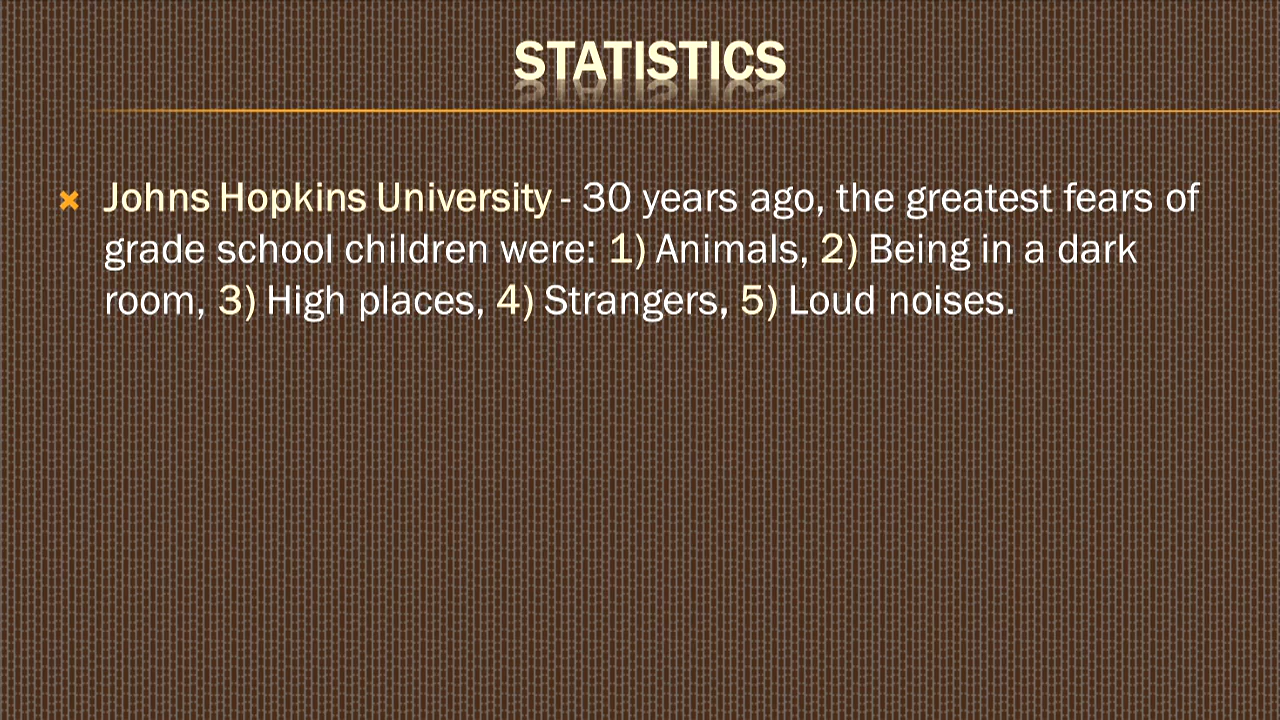 STATISTICS
Johns Hopkins University - 30 years ago, the greatest fears of
grade school children were: 1) Animals, 2) Being in a dark
room, 3) High places, 4) Strangers, 5) Loud noises.